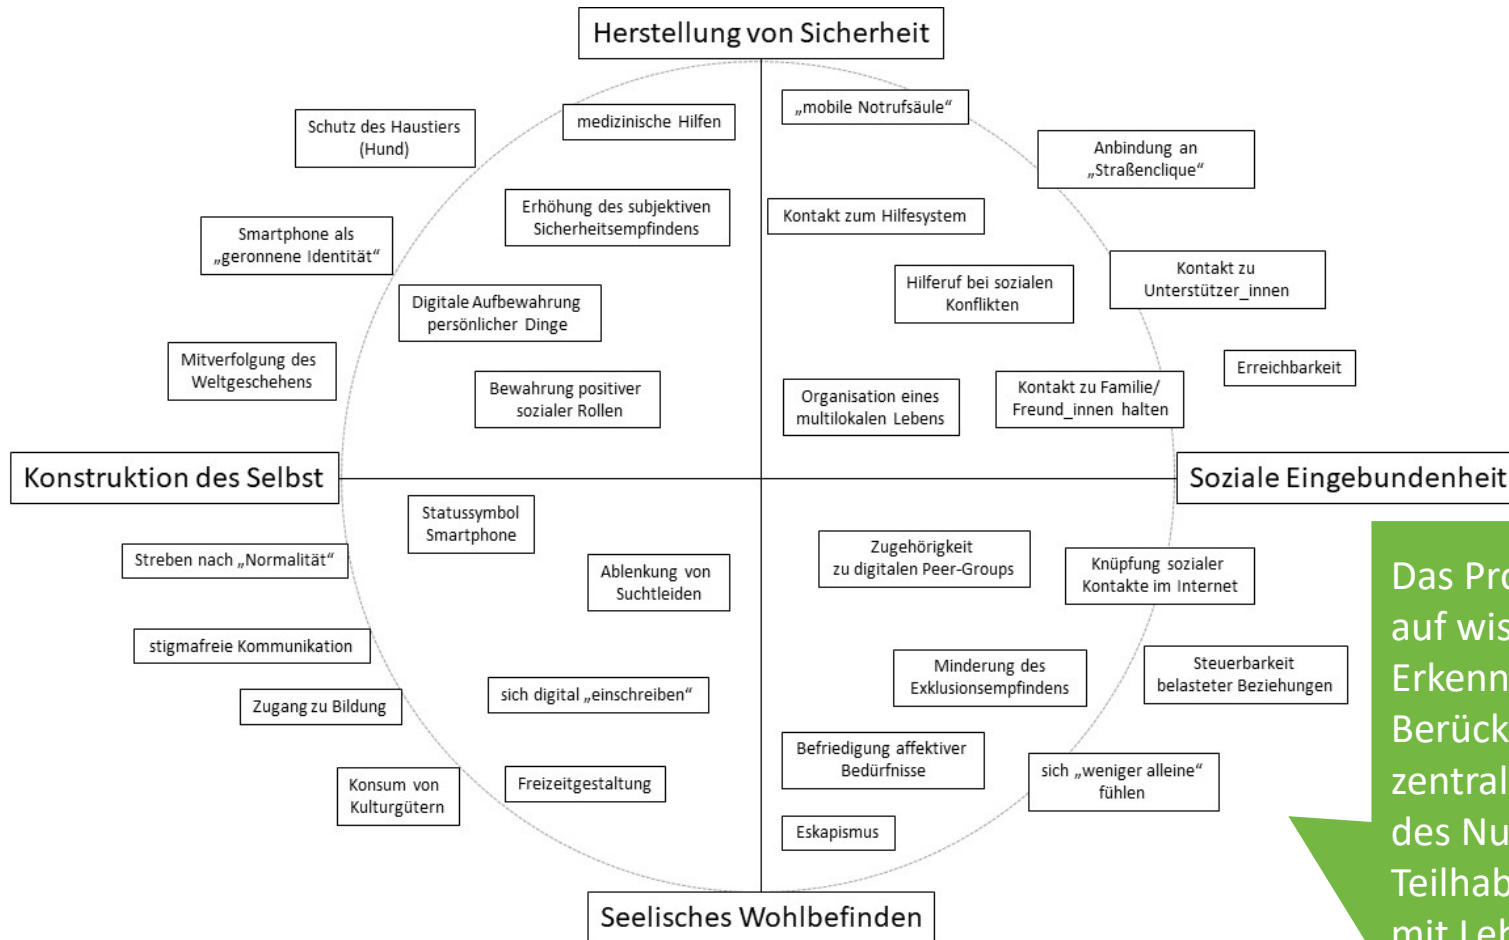 Herstellung von Sicherheit
„mobile Notrufsäule“
medizinische Hilfen
Schutz des Haustiers
(Hund)
Anbindung an
„Straßenclique“
Erhöhung des subjektiven
Sicherheitsempfindens
Kontakt zum Hilfesystem
Smartphone als
„geronnene Identität“
Kontakt zu
Unterstützer_innen
Hilferuf bei sozialen
Konflikten
Digitale Aufbewahrung
persönlicher Dinge
Mitverfolgung des
Weltgeschehens
Erreichbarkeit
Bewahrung positiver
sozialer Rollen
Organisation eines
multilokalen Lebens
Kontakt zu Familie/
Freund_innen halten
Konstruktion des Selbst
Soziale Eingebundenheit
Statussymbol
Smartphone
Streben nach „Normalität“
Zugehörigkeit
zu digitalen Peer-Groups
Knüpfung sozialer
Kontakte im Internet
Ablenkung von
Suchtleiden
stigmafreie Kommunikation
Minderung des
Exklusionsempfindens
Steuerbarkeit
belasteter Beziehungen
sich digital „einschreiben“
Zugang zu Bildung
Befriedigung affektiver
Bedürfnisse
sich „weniger alleine“
fühlen
Konsum von
Kulturgütern
Freizeitgestaltung
Eskapismus
Seelisches Wohlbefinden
Das Pro
auf wis
Erkenn
Berück
zentral
des Nu
Teilhab
mit Leb